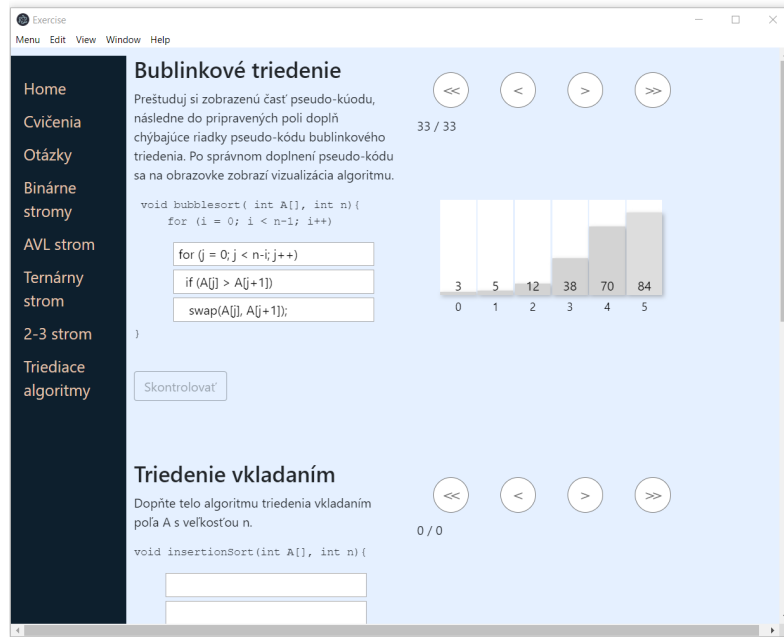 Exercise
Menu Edit View Window Help
Home
Cvičenia
Otázky
Binárne
stromy
AVL strom
Ternárny
strom
2-3 strom
Triediace
algoritmy
Bublinkové triedenie
Preštuduj si zobrazenú časť pseudo-kúodu,
následne do pripravených poli doplň
chýbajúce riadky pseudo-kódu bublinkového
triedenia. Po správnom doplnení pseudo-kódu
sa na obrazovke zobrazí vizualizácia algoritmu.
void bubblesort( int A[], int n){
for (i = 0; i < n-1; i++)
for (j = 0; j < n-i; j++)
if (A[j] > A[j+1])
swap(A[j], A[j+1]);
}
Skontrolovať
<< < > >>
33 / 33
3 5 12 38 70 84
0 1 2 3 4 5
Triedenie vkladaním
Dopňte telo algoritmu triedenia vkladaním
poľa A s veľkosťou n.
void insertionSort(int A[], int n){
<< < > >>
0 / 0